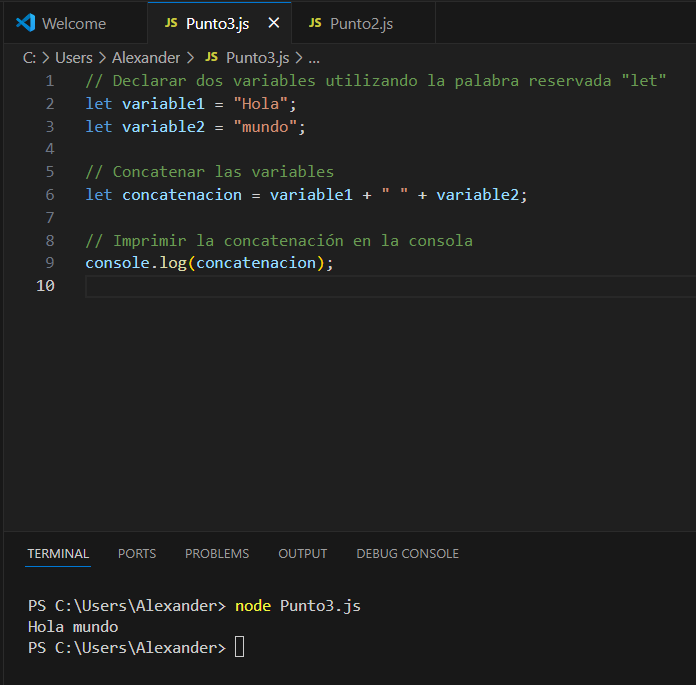 Welcome
JS Punto3.js
JS Punto2.js
C: > Users > Alexander > JS Punto3.js > ...
1 // Declarar dos variables utilizando la palabra reservada "let"
2 let variable1 = "Hola";
3 let variable2 = "mundo";
4
5 // Concatenar las variables
6 let concatenacion = variable1 + " " + variable2;
7
8 // Imprimir la concatenación en la consola
9 console.log(concatenacion);
10
TERMINAL PORTS PROBLEMS OUTPUT DEBUG CONSOLE
PS C:\Users\Alexander> node Punto3.js
Hola mundo
PS C:\Users\Alexander>